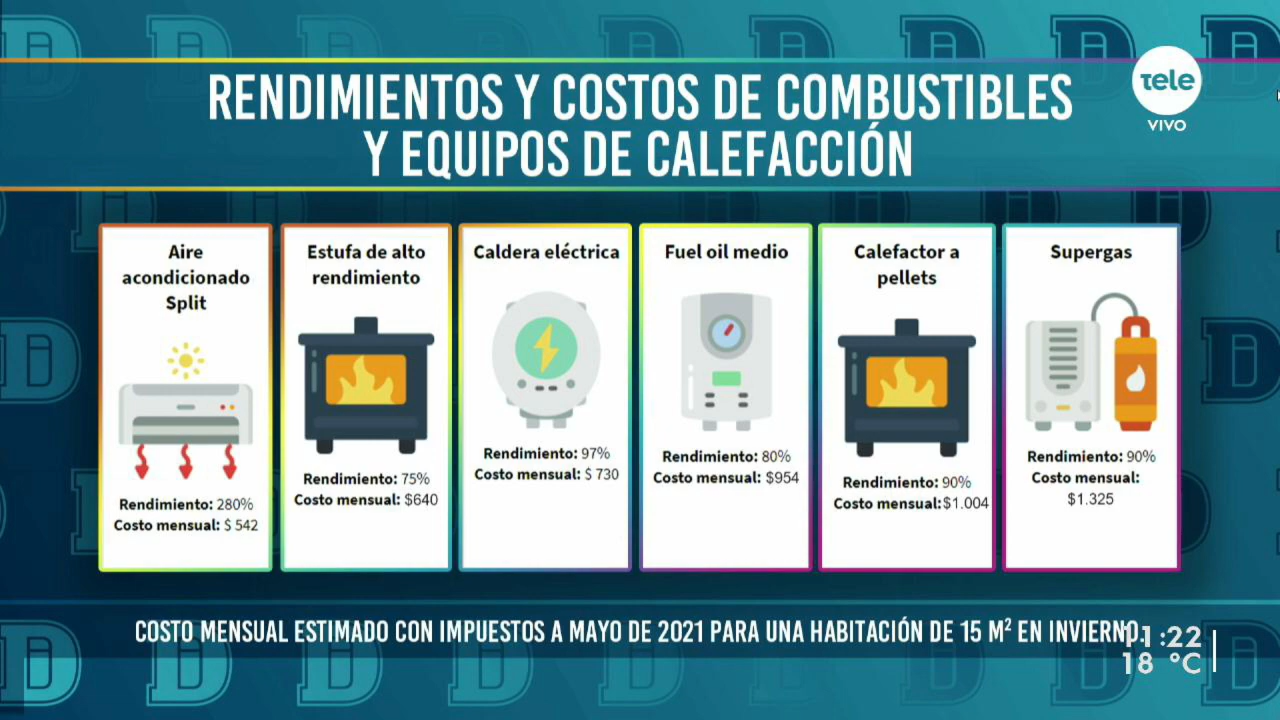 RENDIMIENTOS Y COSTOS DE COMBUSTIBLES
Y EQUIPOS DE CALEFACCIÓN
tele
VIVO
Aire
acondicionado
Split
Rendimiento: 280%
Costo mensual: $ 542
Estufa de alto
rendimiento
Rendimiento: 75%
Costo mensual: $640
Caldera eléctrica
Rendimiento: 97%
Costo mensual: $ 730
Fuel oil medio
Rendimiento: 80%
Costo mensual: $954
Calefactor a
pellets
Rendimiento: 90%
Costo mensual:$1.004
Supergas
Rendimiento: 90%
Costo mensual:
$1.325
COSTO MENSUAL ESTIMADO CON IMPUESTOS A MAYO DE 2021 PARA UNA HABITACIÓN DE 15 M² EN INVIERNO.
11:22
18 °C